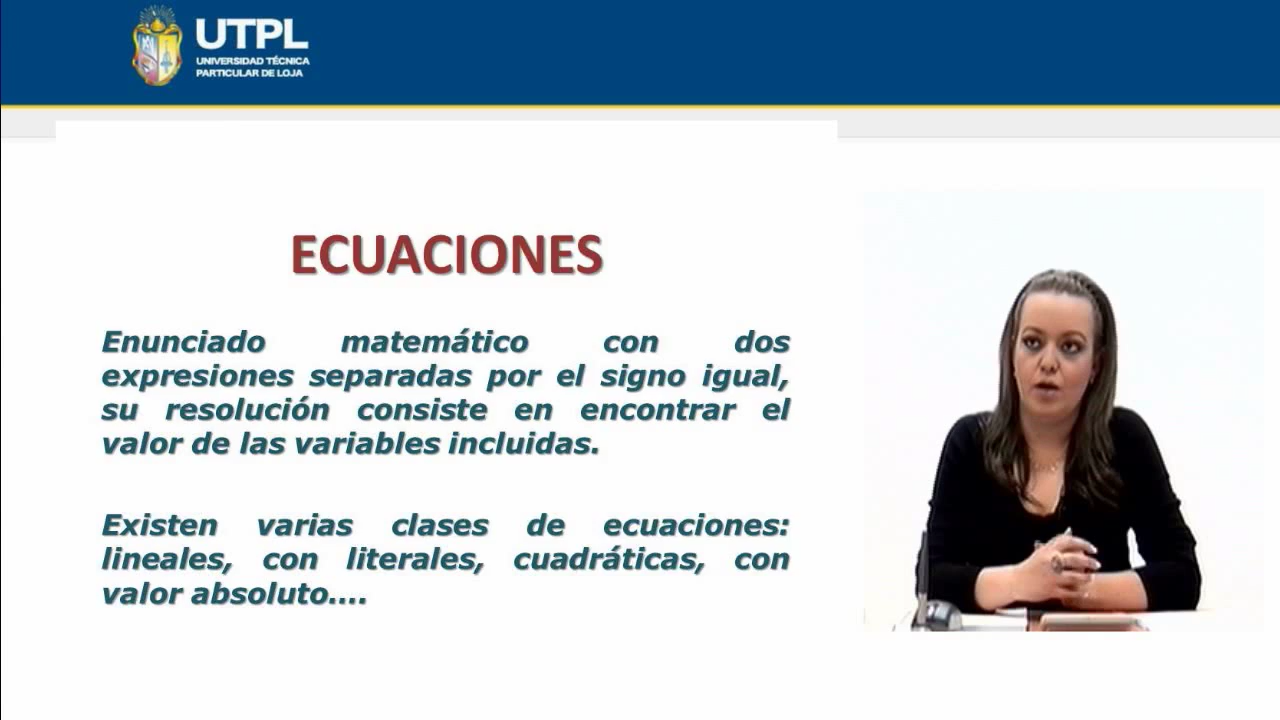 UTPL
UNIVERSIDAD TÉCNICA
PARTICULAR DE LOJA
ECUACIONES
Enunciado matemático con dos
expresiones separadas por el signo igual,
su resolución consiste en encontrar el
valor de las variables incluidas.
Existen varias clases de ecuaciones:
lineales, con literales, cuadráticas, con
valor absoluto....